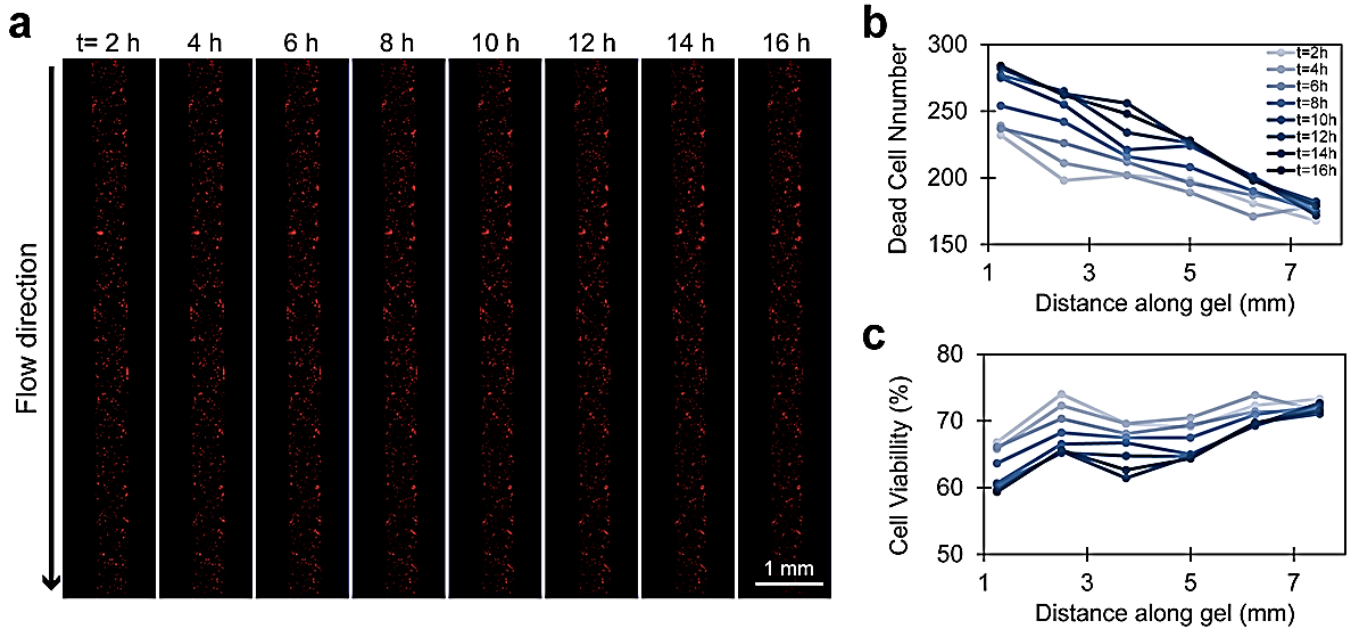 a
t= 2 h 4 h 6 h 8 h 10 h 12 h 14 h 16 h
Flow direction
1 mm
b
300
250
200
150
Dead Cell Nnumber
t=2h
t=4h
t=6h
t=8h
t=10h
t=12h
t=14h
t=16h
1 3 5 7
Distance along gel (mm)
c
80
70
60
50
Cell Viabillity (%)
1 3 5 7
Distance along gel (mm)